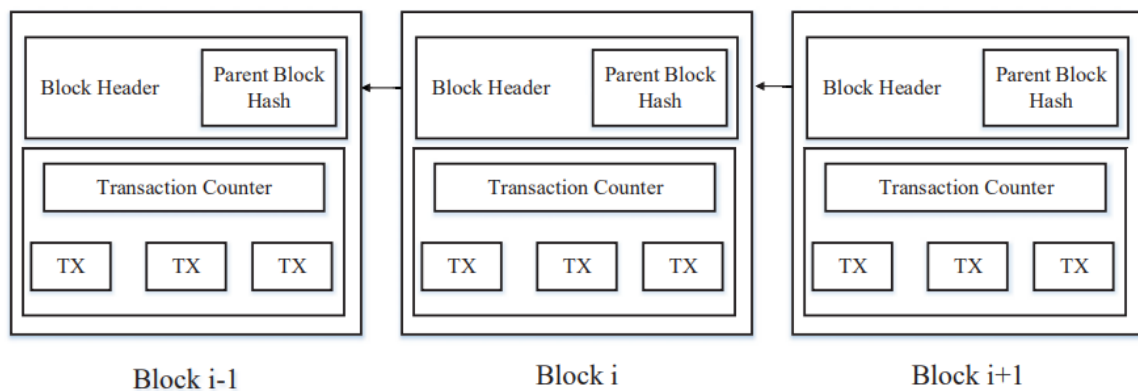 Block Header
Parent Block
Hash
Transaction Counter
TX TX TX
Block i-1
Block Header
Parent Block
Hash
Transaction Counter
TX TX TX
Block i
Block Header
Parent Block
Hash
Transaction Counter
TX TX TX
Block i+1